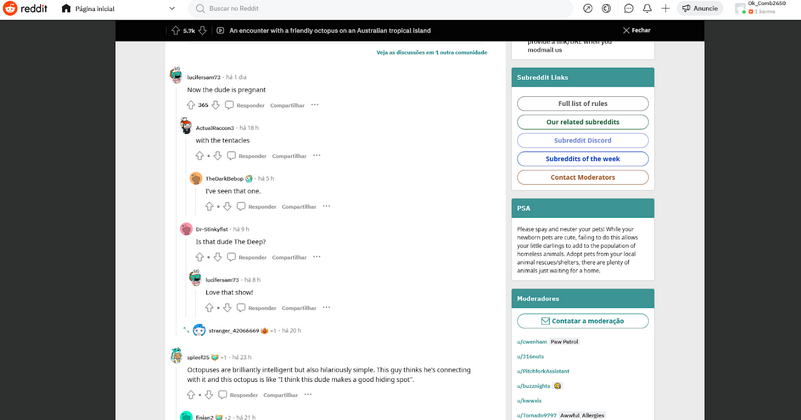 reddit
Página inicial
Buscar no Reddit
Anuncie
Ok_Comb2650
1 karma
5.7k
An encounter with a friendly octopus on an Australian tropical island
Fechar
Veja as discussões em 1 outra comunidade
lucifersam73 · há 1 dia
Now the dude is pregnant
365 Responder Compartilhar ···
ActualRaccoon3 · há 18 h
with the tentacles
Responder Compartilhar ···
TheDarkBebop · há 5 h
I've seen that one.
Responder Compartilhar ···
Dr-Stinkyfist · há 9 h
Is that dude The Deep?
Responder Compartilhar ···
lucifersam73 · há 8 h
Love that show!
Responder Compartilhar ···
stranger_42066669 +1 · há 20 h
spleef35 +1 · há 23 h
Octopuses are brilliantly intelligent but also hilariously simple. This guy thinks he's connecting
with it and this octopus is like "I think this dude makes a good hiding spot".
Responder Compartilhar ···
finian2 +2 · há 21 h
modmail us
Subreddit Links
Full list of rules
Our related subreddits
Subreddit Discord
Subreddits of the week
Contact Moderators
PSA
Please spay and neuter your pets! While your
newborn pets are cute, failing to do this allows
your little darlings to add to the population of
homeless animals. Adopt pets from your local
animal rescues/shelters, there are plenty of
animals just waiting for a home.
Moderadores
Contatar a moderação
u/cwenham Paw Patrol
u/316nuts
u/PitchforkAssistant
u/buzznights
u/karwais
u/Tornado9797 Awwful Allergies